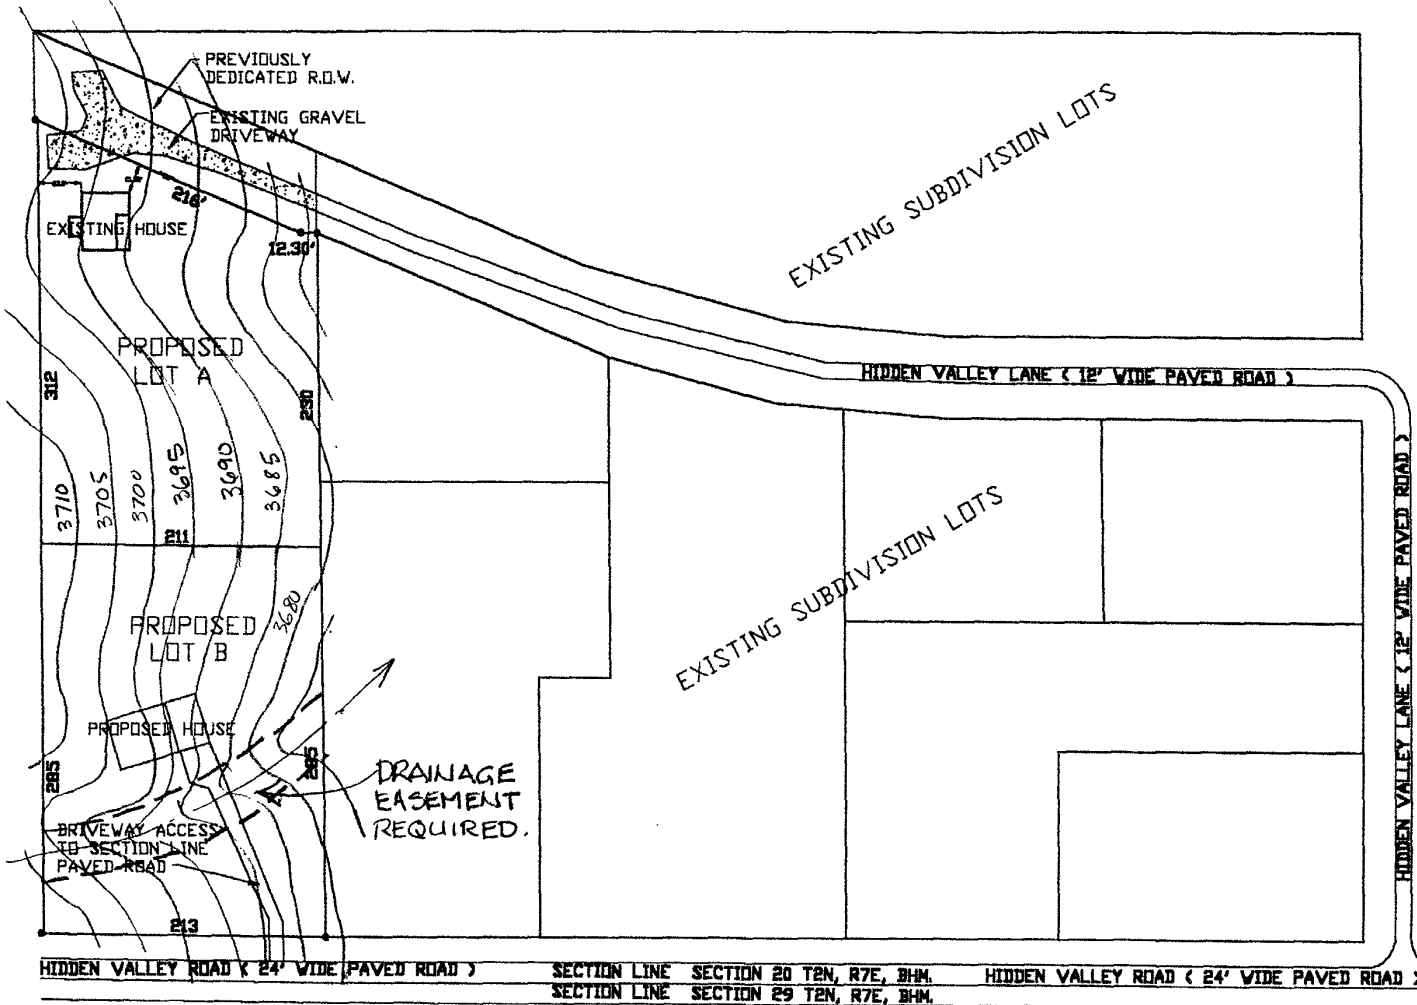 PREVIOUSLY
DEDICATED R.O.W.
EXISTING GRAVEL
DRIVEWAY
216'
EXISTING HOUSE
12.30'
EXISTING SUBDIVISION LOTS
PROPOSED
LOT A
312
230
HIDDEN VALLEY LANE ( 12' WIDE PAVED ROAD )
3710
3705
3700
3695
3690
3685
211
EXISTING SUBDIVISION LOTS
HIDDEN VALLEY LANE ( 12' WIDE PAVED ROAD )
3680
PROPOSED
LOT B
PROPOSED HOUSE
285
285
DRAINAGE
EASEMENT
REQUIRED.
DRIVEWAY ACCESS
TO SECTION LINE
PAVED ROAD
213
HIDDEN VALLEY ROAD ( 24' WIDE PAVED ROAD )
SECTION LINE SECTION 20 T2N, R7E, BHM.
HIDDEN VALLEY ROAD ( 24' WIDE PAVED ROAD )
SECTION LINE SECTION 29 T2N, R7E, BHM.